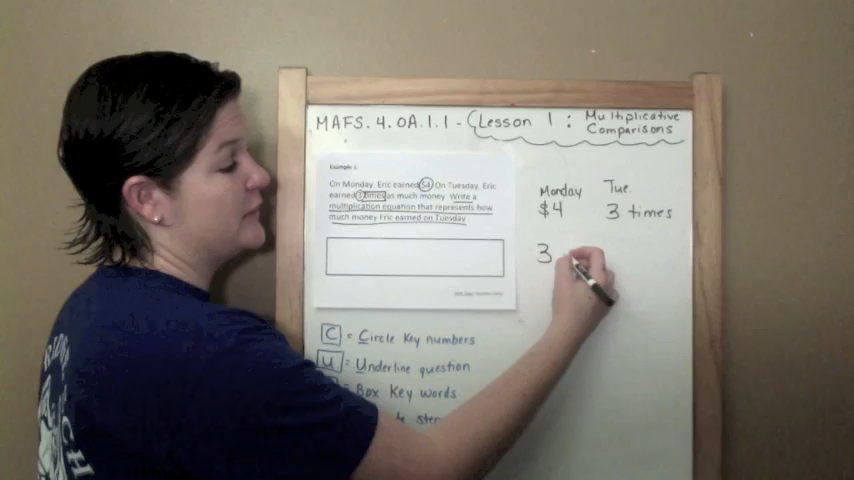 MAFS.4.OA.1.1 - Lesson 1: Multiplicative
Comparisons
Example 1:
On Monday, Eric earned $4. On Tuesday, Eric
earned 3 times as much money. Write a
multiplication equation that represents how
much money Eric earned on Tuesday
Monday Tue.
$4 3 times
3
C = Circle Key numbers
U = Underline question
= Box Key words